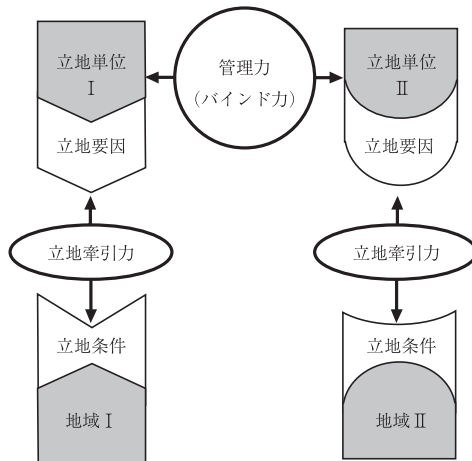 立地単位
Ⅰ
立地要因
管理力
（バインド力）
立地単位
Ⅱ
立地要因
立地牽引力
立地牽引力
立地条件
地域Ⅰ
立地条件
地域Ⅱ